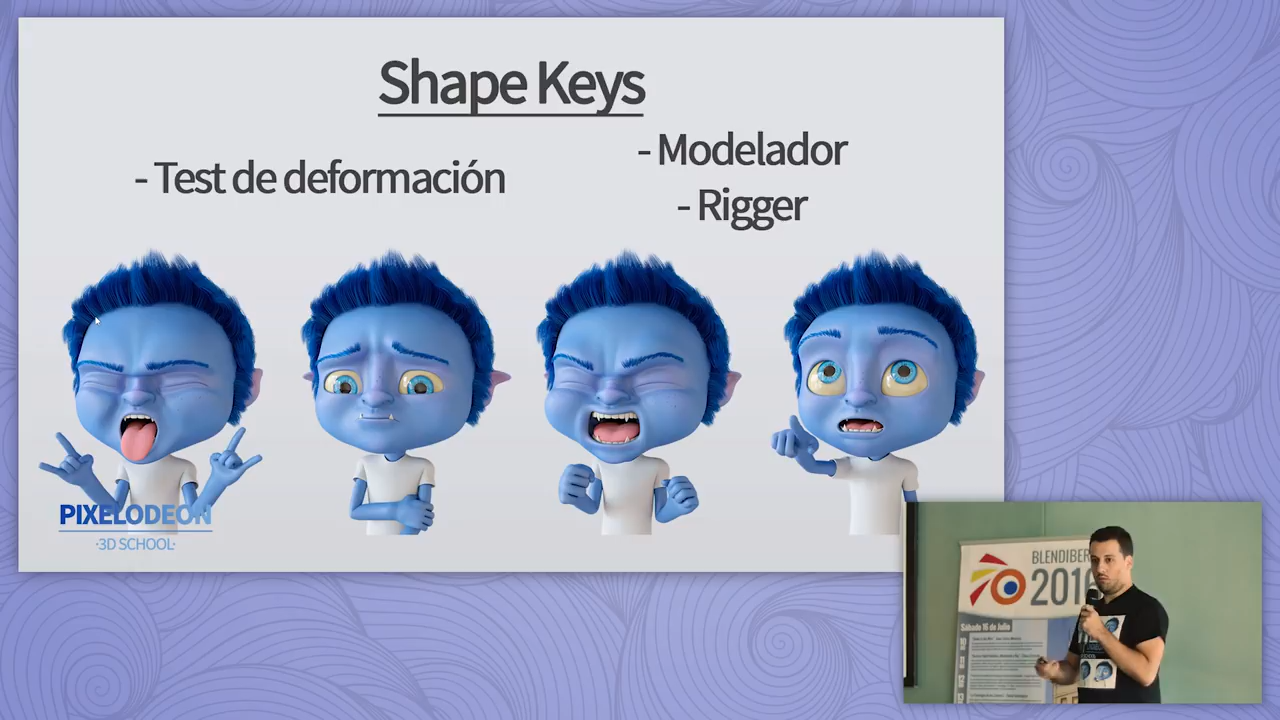 Shape Keys
- Test de deformación
- Modelador
- Rigger
PIXELODEON
·3D SCHOOL·
BLENDIBER
2016
Sábado 16 de Julio